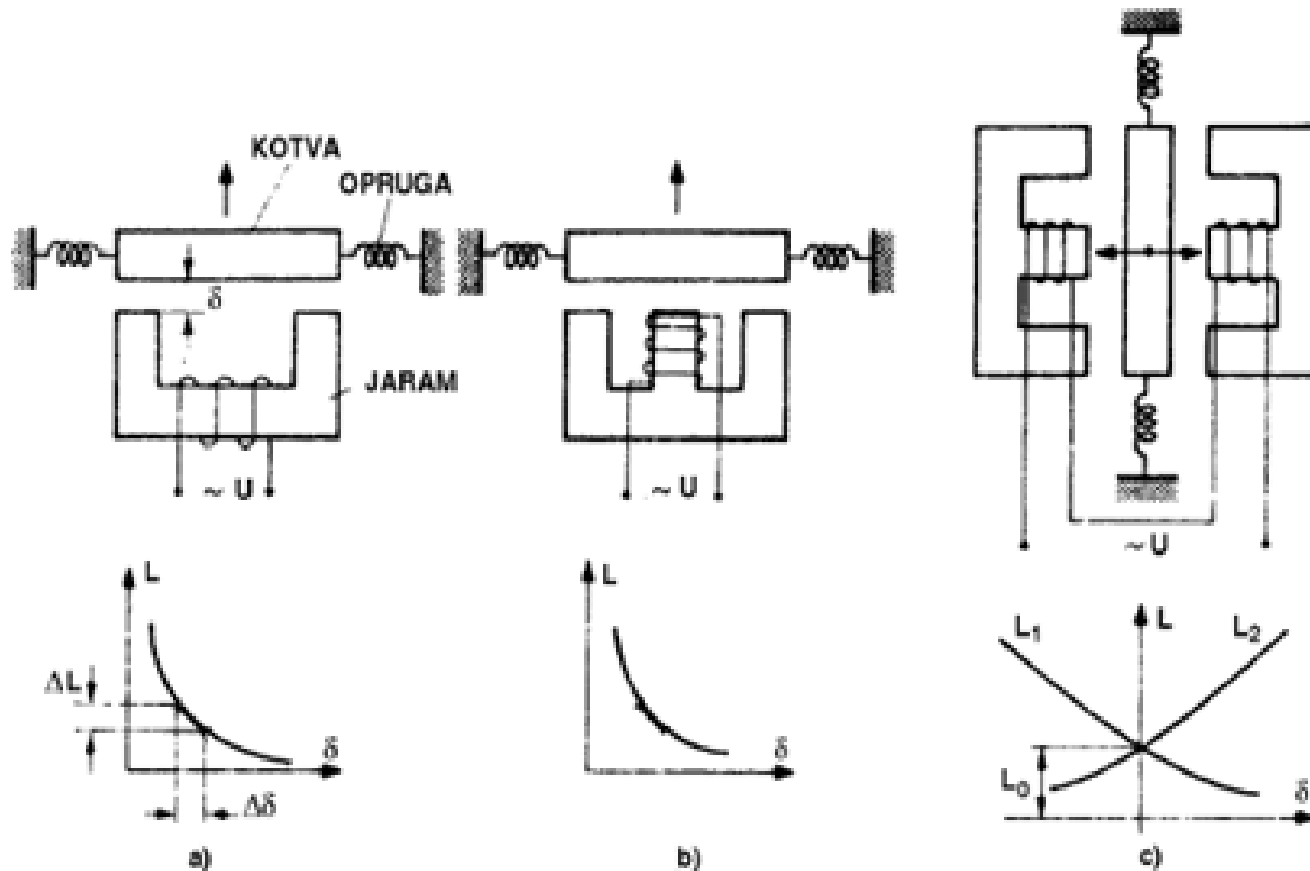 KOTVA
OPRUGA
δ
JARAM
~ U
~ U
~ U
L
ΔL
δ
Δδ
a)
L
δ
b)
L₁
L
L₂
L₀
δ
c)